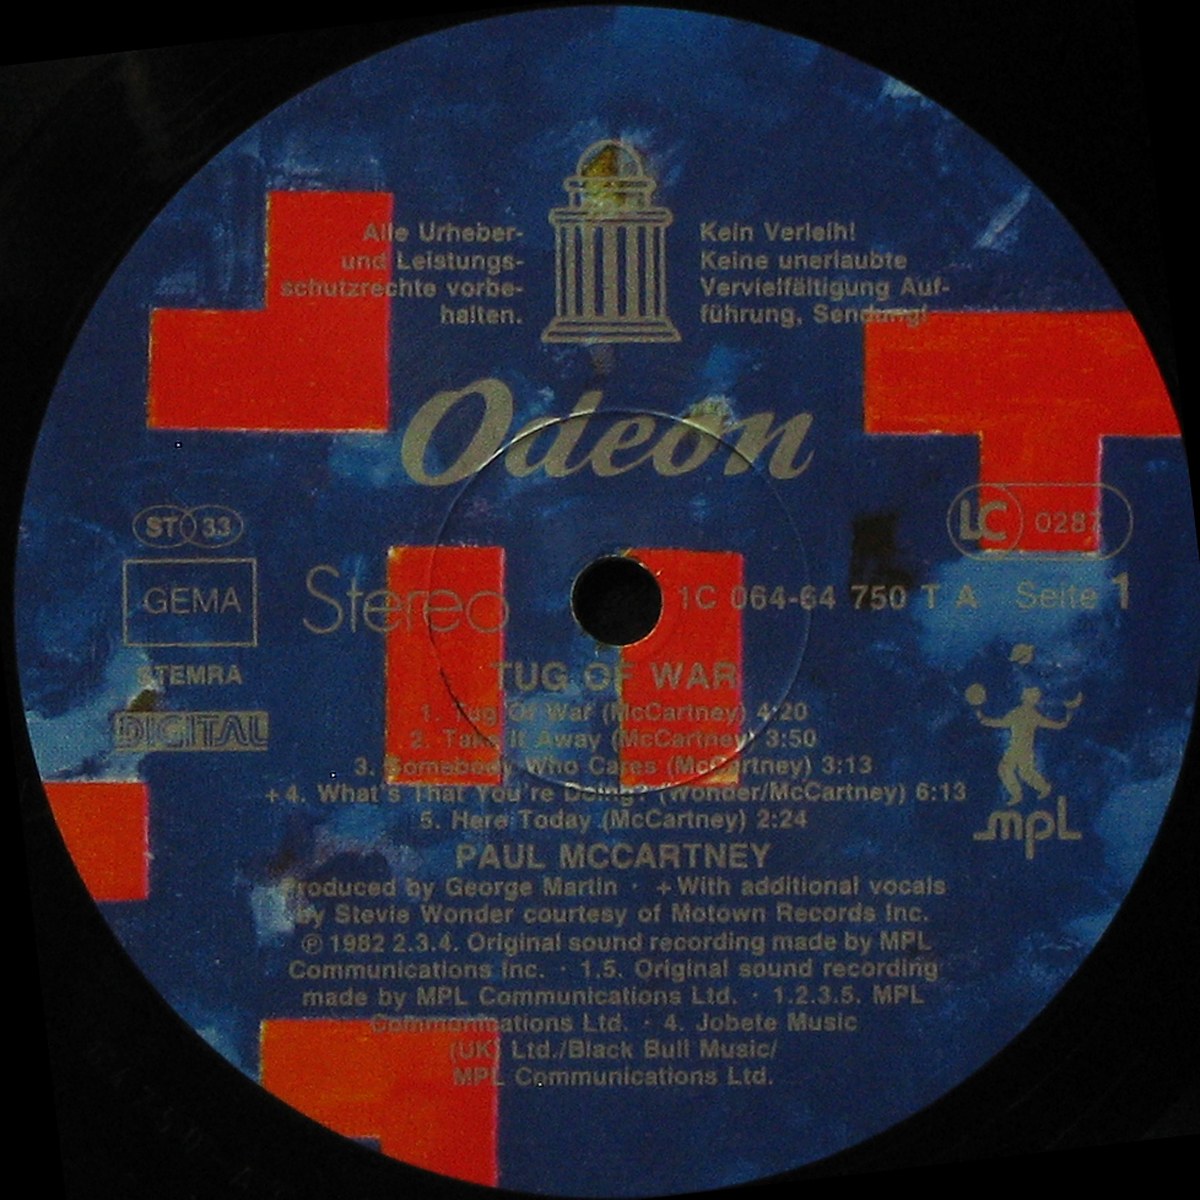 Alle Urheber-
und Leistungs-
schutzrechte vorbe-
halten.
Kein Verleih!
Keine unerlaubte
Vervielfältigung Auf-
führung, Sendung!
Odeon
ST 33
GEMA
STEMRA
DIGITAL
Stereo
LC 0287
1C 064-64 750 T A Seite 1
TUG OF WAR
1. Tug Of War (McCartney) 4:20
2. Take It Away (McCartney) 3:50
3. Somebody Who Cares (McCartney) 3:13
+4. What's That You're Doing? (Wonder/McCartney) 6:13
5. Here Today (McCartney) 2:24
mpL
PAUL MCCARTNEY
Produced by George Martin · +With additional vocals
by Stevie Wonder courtesy of Motown Records Inc.
℗ 1982 2.3.4. Original sound recording made by MPL
Communications Inc. · 1.5. Original sound recording
made by MPL Communications Ltd. · 1.2.3.5. MPL
Communications Ltd. · 4. Jobete Music
(UK) Ltd./Black Bull Music/
MPL Communications Ltd.